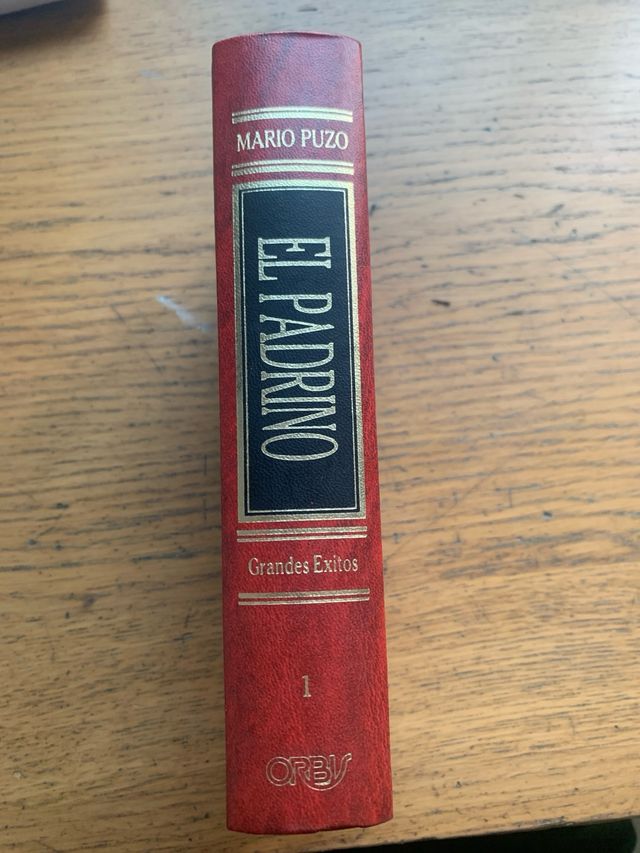 MARIO PUZO
EL PADRINO
Grandes Exitos
1
ORBIS